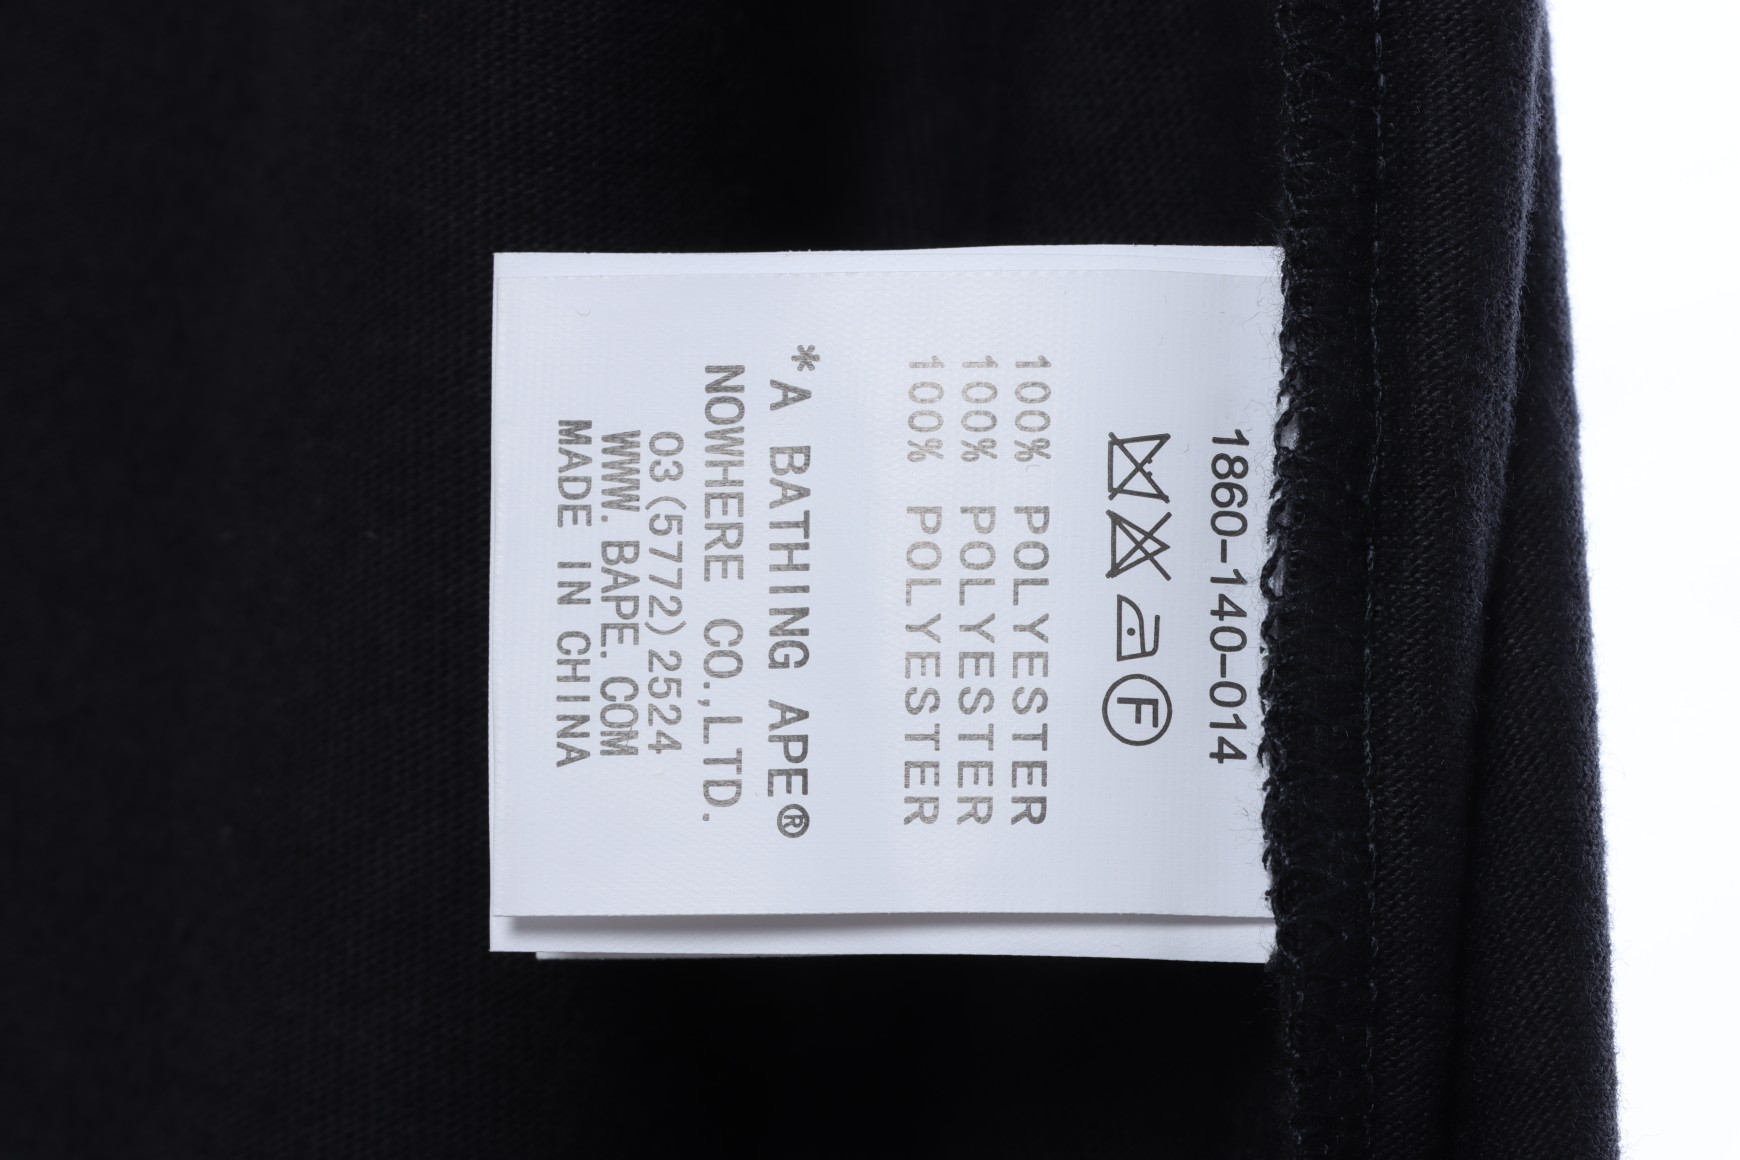 1860-140-014
F
100% POLYESTER
100% POLYESTER
100% POLYESTER
*A BATHING APE®
NOWHERE CO.,LTD.
03(5772)2524
WWW.BAPE.COM
MADE IN CHINA